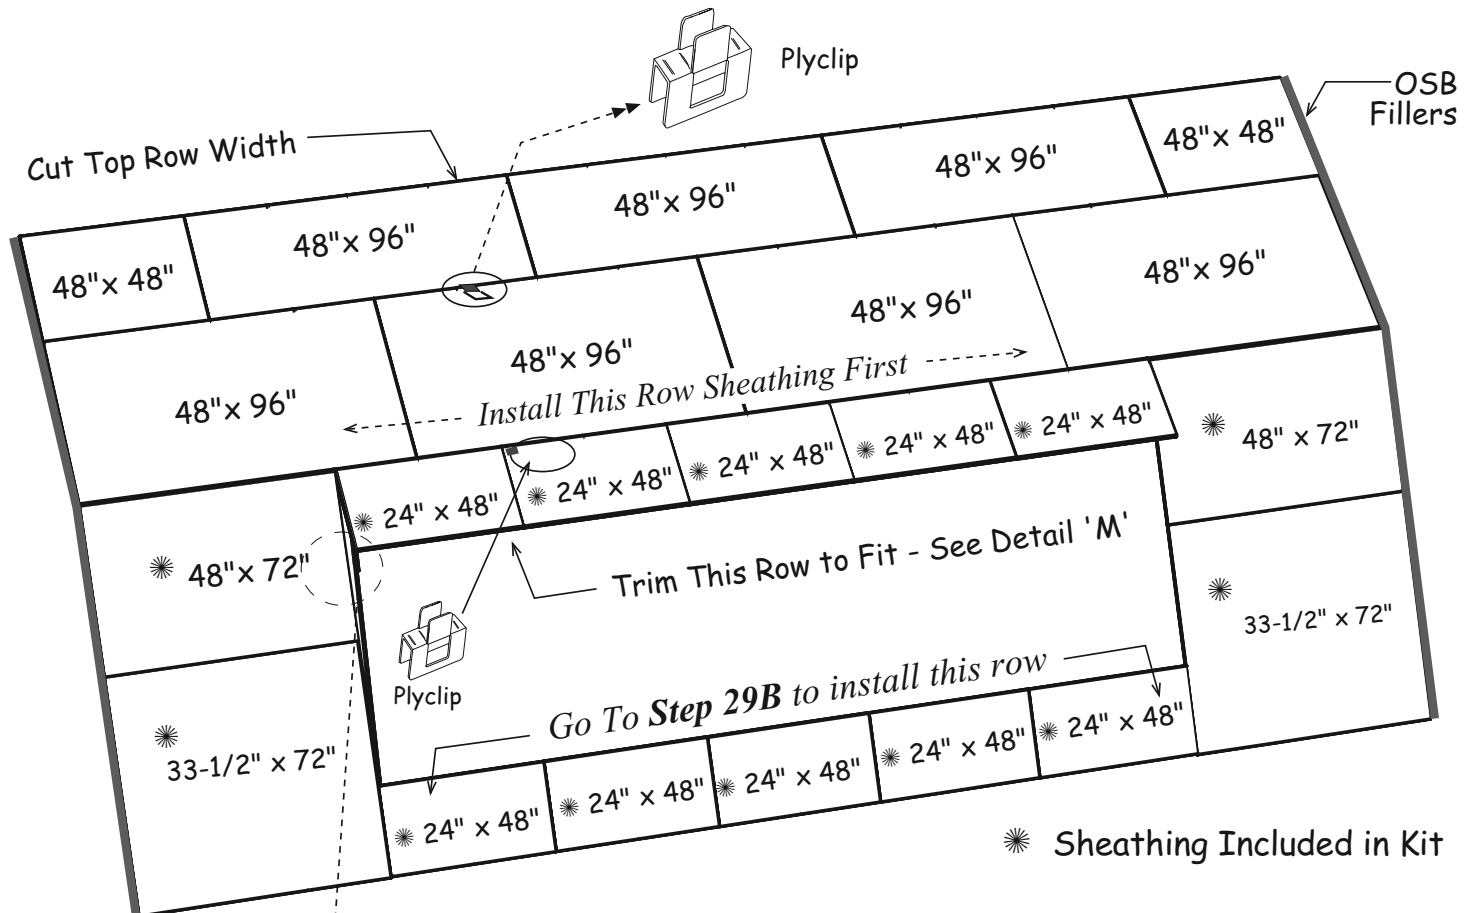 Plyclip
OSB
Fillers
Cut Top Row Width
48"x 48"
48"x 96"
48"x 96"
48"x 96"
48"x 48"
48"x 96"
48"x 96"
48"x 96"
48"x 96"
Install This Row Sheathing First
24" x 48"
24" x 48"
24" x 48"
24" x 48"
24" x 48"
48" x 72"
48"x 72"
Trim This Row to Fit - See Detail 'M'
33-1/2" x 72"
Plyclip
Go To Step 29B to install this row
33-1/2" x 72"
24" x 48"
24" x 48"
24" x 48"
24" x 48"
24" x 48"
Sheathing Included in Kit